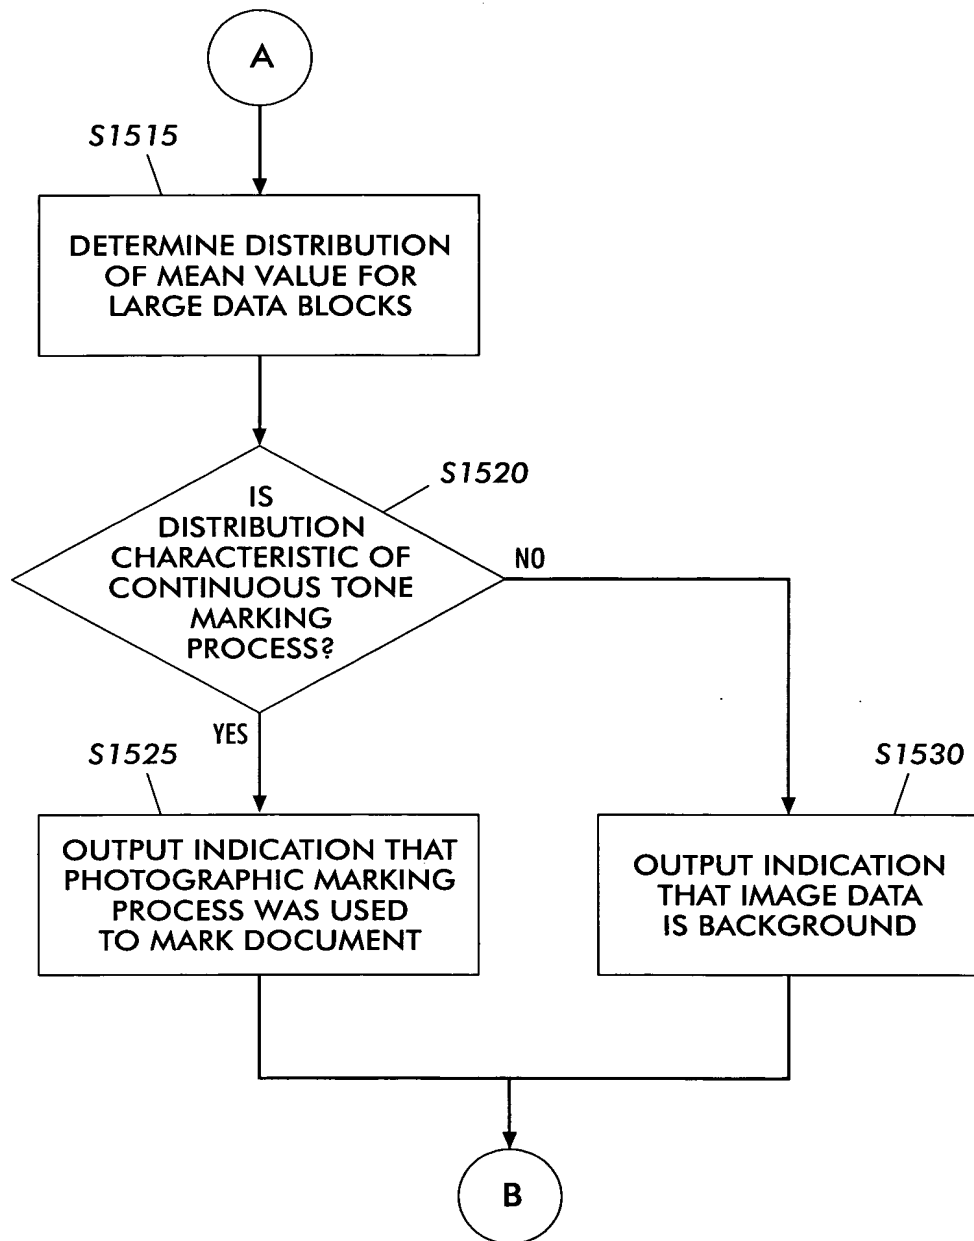 A
S1515
DETERMINE DISTRIBUTION
OF MEAN VALUE FOR
LARGE DATA BLOCKS
S1520
IS
DISTRIBUTION
CHARACTERISTIC OF
CONTINUOUS TONE
MARKING
PROCESS?
NO
YES
S1525
OUTPUT INDICATION THAT
PHOTOGRAPHIC MARKING
PROCESS WAS USED
TO MARK DOCUMENT
S1530
OUTPUT INDICATION
THAT IMAGE DATA
IS BACKGROUND
B